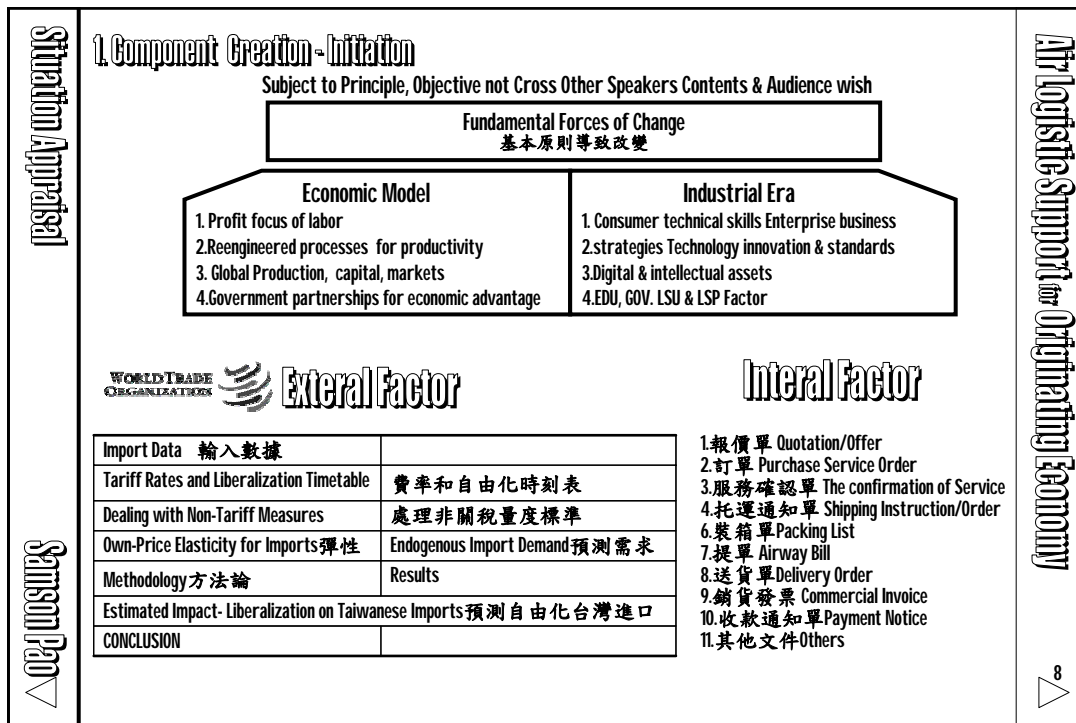 Situation Appraisal
Samson Pao
1. Component Creation - Initiation
Subject to Principle, Objective not Cross Other Speakers Contents & Audience wish
Fundamental Forces of Change
基本原則導致改變
Economic Model
1. Profit focus of labor
2.Reengineered processes for productivity
3. Global Production, capital, markets
4.Government partnerships for economic advantage
Industrial Era
1. Consumer technical skills Enterprise business
2.strategies Technology innovation & standards
3.Digital & intellectual assets
4.EDU, GOV. LSU & LSP Factor
WORLD TRADE
ORGANIZATION
Exteral Factor
Import Data 輸入數據
Tariff Rates and Liberalization Timetable 費率和自由化時刻表
Dealing with Non-Tariff Measures 處理非關稅量度標準
Own-Price Elasticity for Imports彈性 Endogenous Import Demand預測需求
Methodology方法論 Results
Estimated Impact- Liberalization on Taiwanese Imports預測自由化台灣進口
CONCLUSION
Interal Factor
1.報價單 Quotation/Offer
2.訂單 Purchase Service Order
3.服務確認單 The confirmation of Service
4.托運通知單 Shipping Instruction/Order
6.裝箱單Packing List
7.提單 Airway Bill
8.送貨單Delivery Order
9.銷貨發票 Commercial Invoice
10.收款通知單Payment Notice
11.其他文件Others
Air Logistic Support for Originating Economy
8